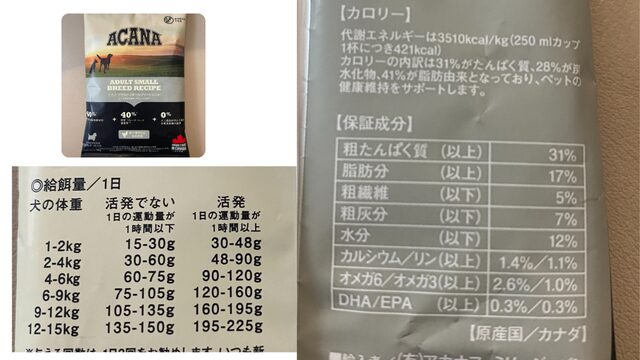 ACANA
ADULT SMALL
BREED RECIPE
40%
0%
◎給餌量／1日
犬の体重 活発でない 活発
1日の運動量が 1日の運動量が
1時間以下 1時間以上
1-2kg 15-30g 30-48g
2-4kg 30-60g 48-90g
4-6kg 60-75g 90-120g
6-9kg 75-105g 120-160g
9-12kg 105-135g 160-195g
12-15kg 135-150g 195-225g
【カロリー】
代謝エネルギーは3510kcal/kg(250 mlカップ
1杯につき421kcal)
カロリーの内訳は31%がたんぱく質、28%が
水化物、41%が脂肪由来となっており、ペットの
健康維持をサポートします。
【保証成分】
粗たんぱく質 (以上) 31%
脂肪分 (以上) 17%
粗繊維 (以下) 5%
粗灰分 (以下) 7%
水分 (以下) 12%
カルシウム／リン(以上) 1.4%／1.1%
オメガ6／オメガ3(以上) 2.6%／1.0%
DHA/EPA (以上) 0.3%／0.3%
【原産国／カナダ】